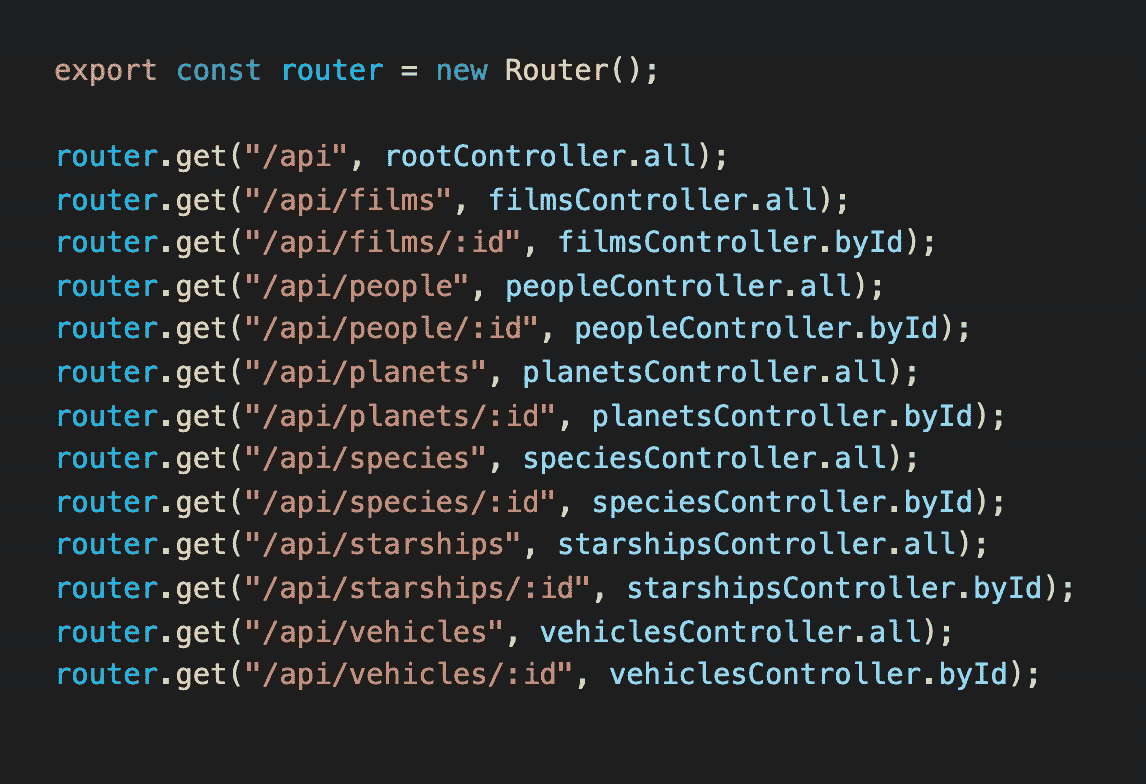 export const router = new Router();
router.get("/api", rootController.all);
router.get("/api/films", filmsController.all);
router.get("/api/films/:id", filmsController.byId);
router.get("/api/people", peopleController.all);
router.get("/api/people/:id", peopleController.byId);
router.get("/api/planets", planetsController.all);
router.get("/api/planets/:id", planetsController.byId);
router.get("/api/species", speciesController.all);
router.get("/api/species/:id", speciesController.byId);
router.get("/api/starships", starshipsController.all);
router.get("/api/starships/:id", starshipsController.byId);
router.get("/api/vehicles", vehiclesController.all);
router.get("/api/vehicles/:id", vehiclesController.byId);